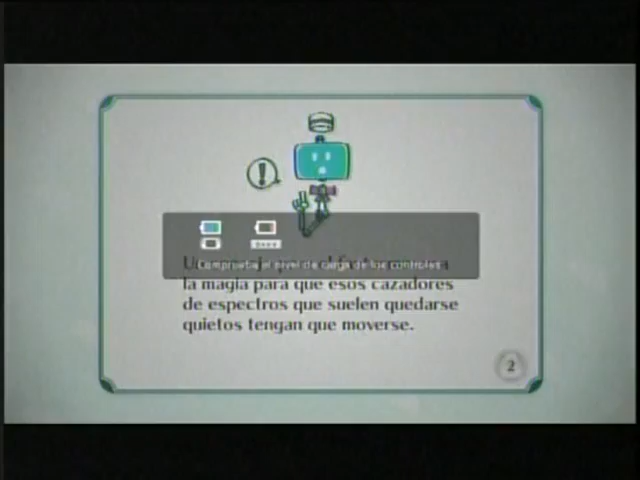 Comprueba el nivel de carga de los controles
la magia para que esos cazadores
de espectros que suelen quedarse
quietos tengan que moverse.
2